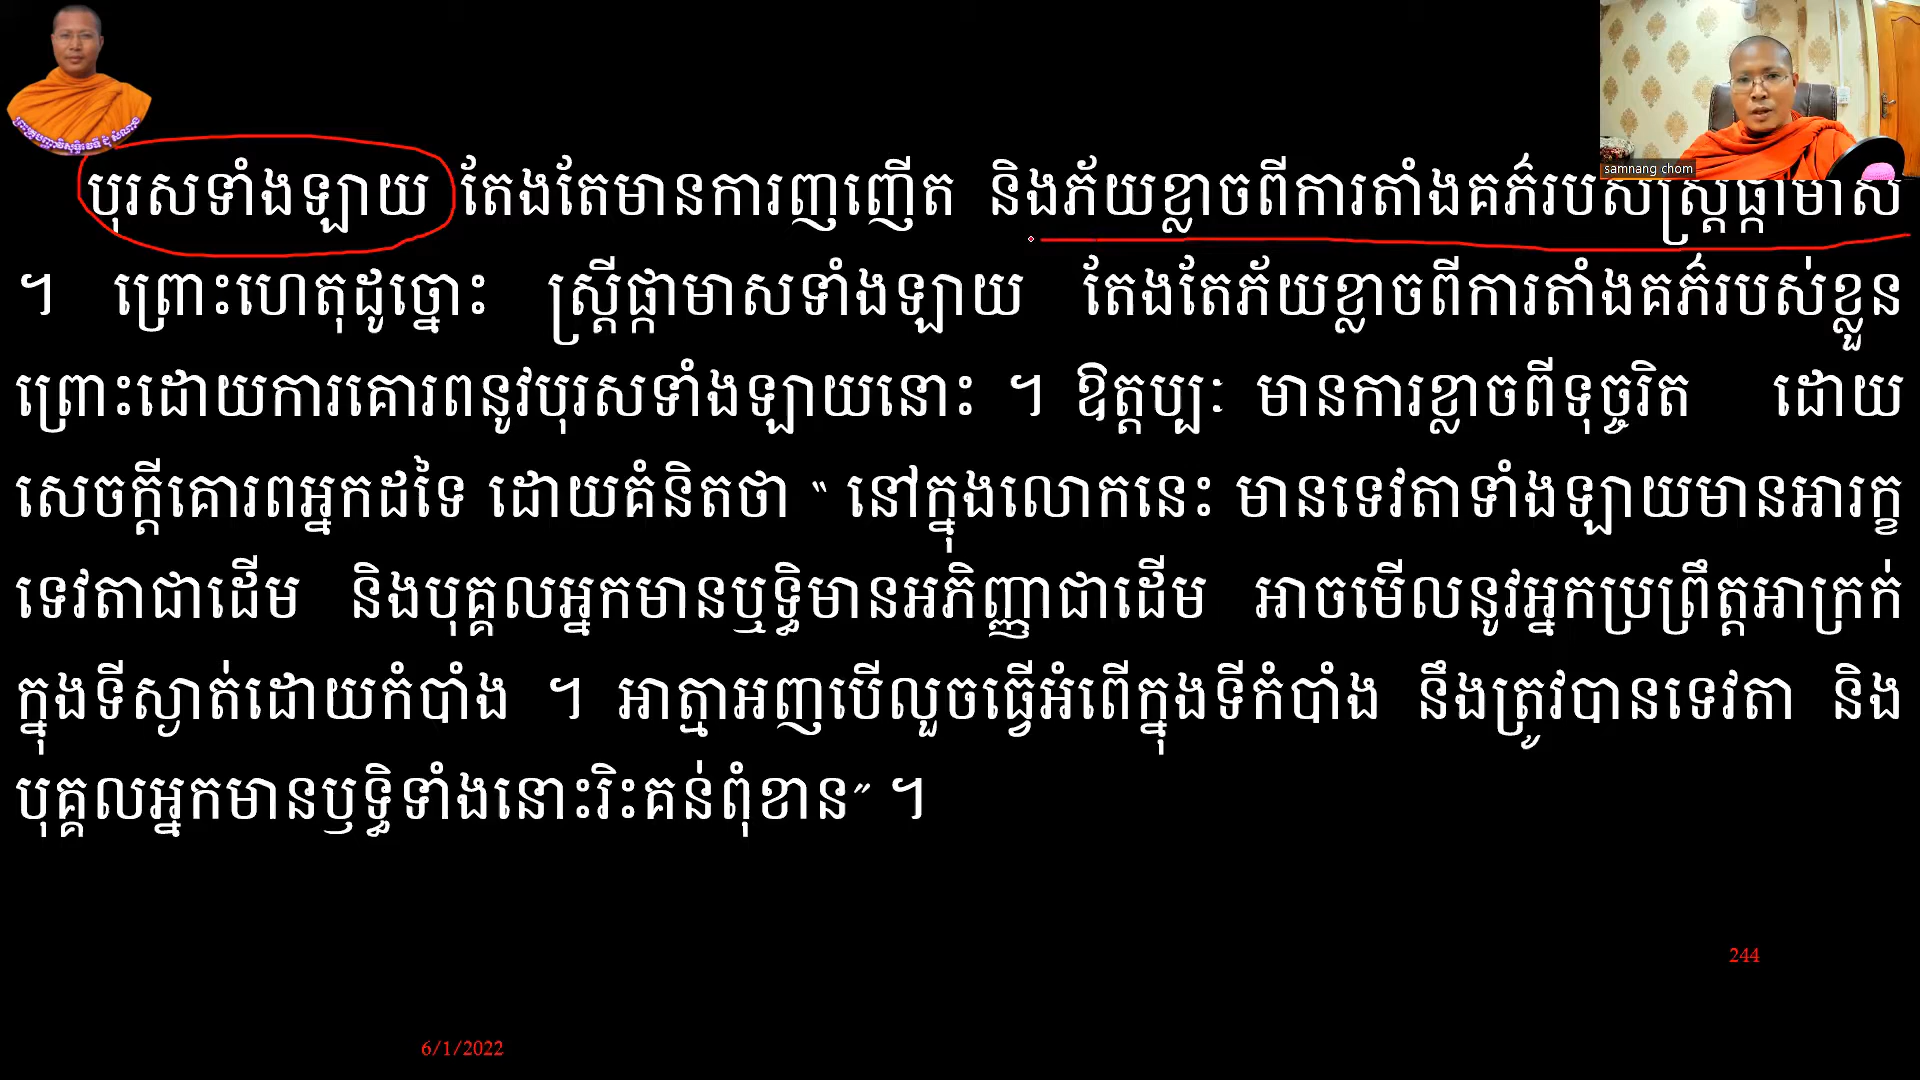 samnang chom
បុរសទាំងឡាយ តែងតែមានការញញើត និងភ័យខ្លាចពីការតាំងគភ៌របស់ស្ត្រីផ្កាមាស
។ ព្រោះហេតុដូច្នោះ ស្ត្រីផ្កាមាសទាំងឡាយ តែងតែភ័យខ្លាចពីការតាំងគភ៌របស់ខ្លួន
ព្រោះដោយការគោរពនូវបុរសទាំងឡាយនោះ ។ ឱត្តប្បៈ មានការខ្លាចពីទុច្ចរិត ដោយ
សេចក្តីគោរពអ្នកដទៃ ដោយគំនិតថា “ នៅក្នុងលោកនេះ មានទេវតាទាំងឡាយមានអារក្ខ
ទេវតាជាដើម និងបុគ្គលអ្នកមានឬទ្ធិមានអភិញ្ញាជាដើម អាចមើលនូវអ្នកប្រព្រឹត្តអាក្រក់
ក្នុងទីស្ងាត់ដោយកំបាំង ។ អាត្មាអញបើលួចធ្វើអំពើក្នុងទីកំបាំង នឹងត្រូវបានទេវតា និង
បុគ្គលអ្នកមានឫទ្ធិទាំងនោះរិះគន់ពុំខាន” ។
244
6/1/2022